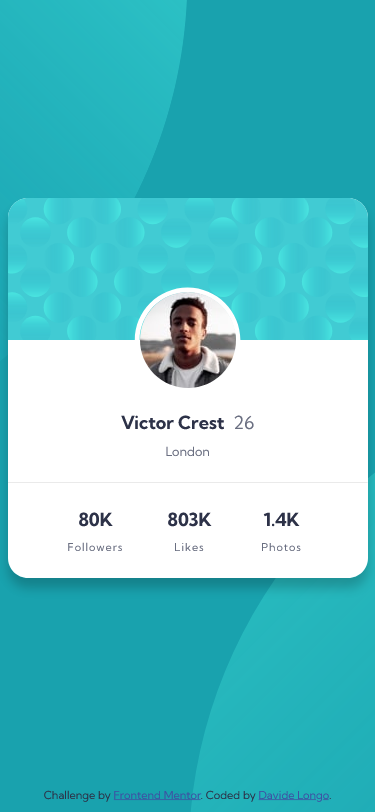 Victor Crest 26
London
80K 803K 1.4K
Followers Likes Photos
Challenge by Frontend Mentor. Coded by Davide Longo.